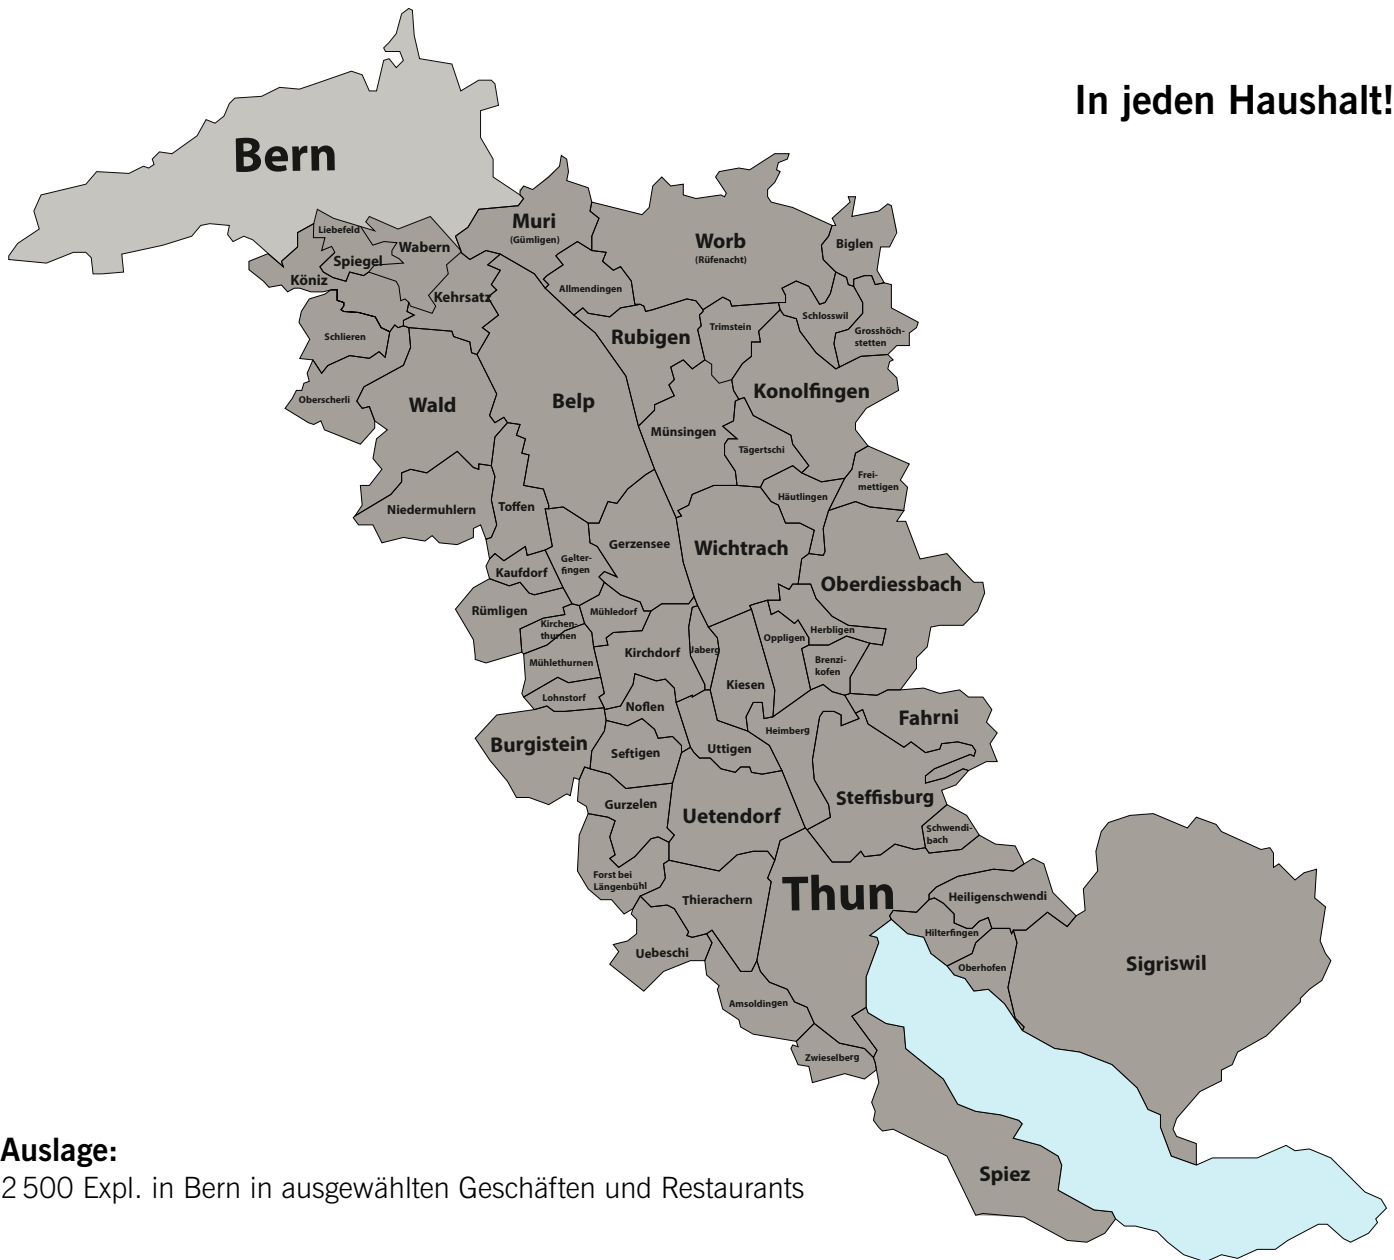 In jeden Haushalt!
Bern
Muri
(Gümligen)
Worb
(Rüfenacht)
Biglen
Liebefeld
Wabern
Spiegel
Köniz
Kehrsatz
Allmendingen
Schlosswil
Grosshöch-
stetten
Trimstein
Rubigen
Schlieren
Konolfingen
Oberscherli
Wald
Belp
Münsingen
Tägertschi
Frei-
mettigen
Häutlingen
Niedermuhlern
Toffen
Gerzensee
Wichtrach
Gelter-
fingen
Kaufdorf
Oberdiessbach
Rümligen
Mühledorf
Kirchen-
thurnen
Herbligen
Oppligen
Kirchdorf
Jaberg
Mühlethurnen
Brenzi-
kofen
Kiesen
Lohnstorf
Noflen
Fahrni
Heimberg
Burgistein
Seftigen
Uttigen
Steffisburg
Gurzelen
Uetendorf
Schwendi-
bach
Forst bei
Längenbühl
Thierachern
Thun
Heiligenschwendi
Hilterfingen
Uebeschi
Oberhofen
Sigriswil
Amsoldingen
Zwieselberg
Spiez
Auslage:
2 500 Expl. in Bern in ausgewählten Geschäften und Restaurants